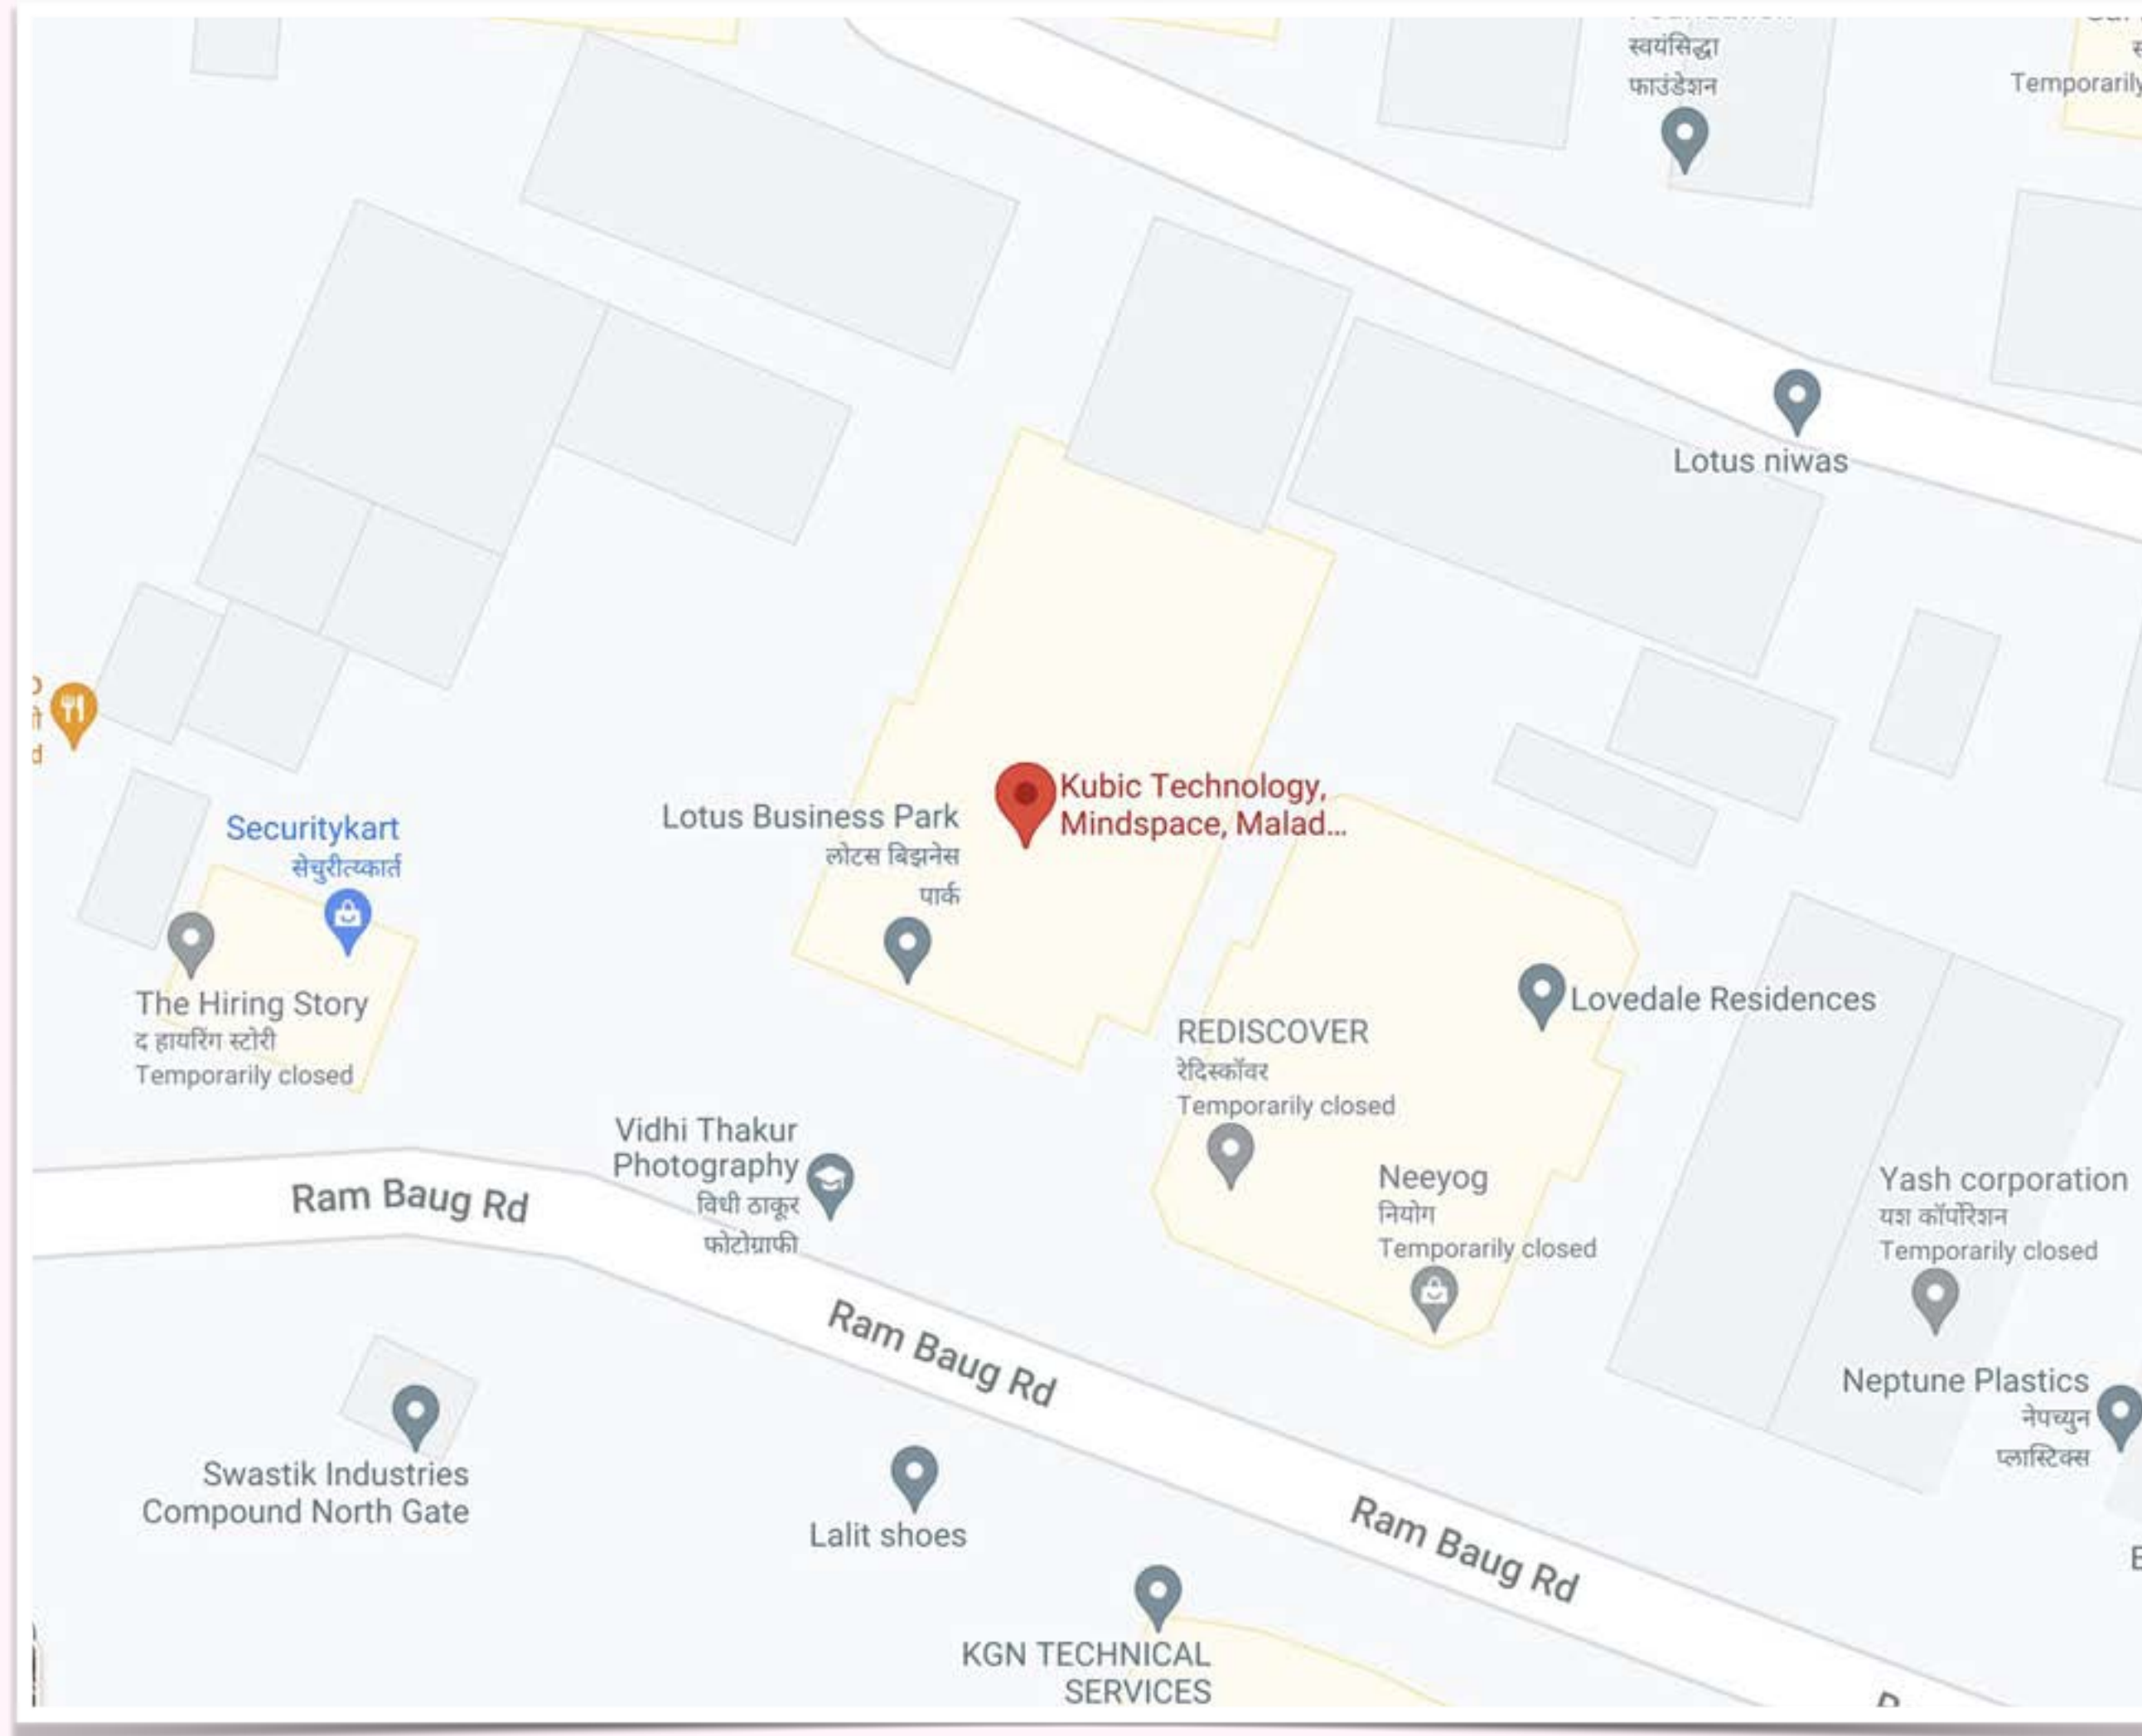 स्वयंसिद्धा
फाउंडेशन
Temporarily
Lotus niwas
Kubic Technology,
Mindspace, Malad...
Lotus Business Park
लोटस बिझनेस
पार्क
Securitykart
सेचुरीत्य्कार्त
The Hiring Story
द हायरिंग स्टोरी
Temporarily closed
Lovedale Residences
REDISCOVER
रेदिस्कॉवर
Temporarily closed
Vidhi Thakur
Photography
विधी ठाकूर
फोटोग्राफी
Neeyog
नियोग
Temporarily closed
Yash corporation
यश कॉर्पोरेशन
Temporarily closed
Ram Baug Rd
Ram Baug Rd
Neptune Plastics
नेपच्युन
प्लास्टिक्स
Swastik Industries
Compound North Gate
Lalit shoes
Ram Baug Rd
KGN TECHNICAL
SERVICES